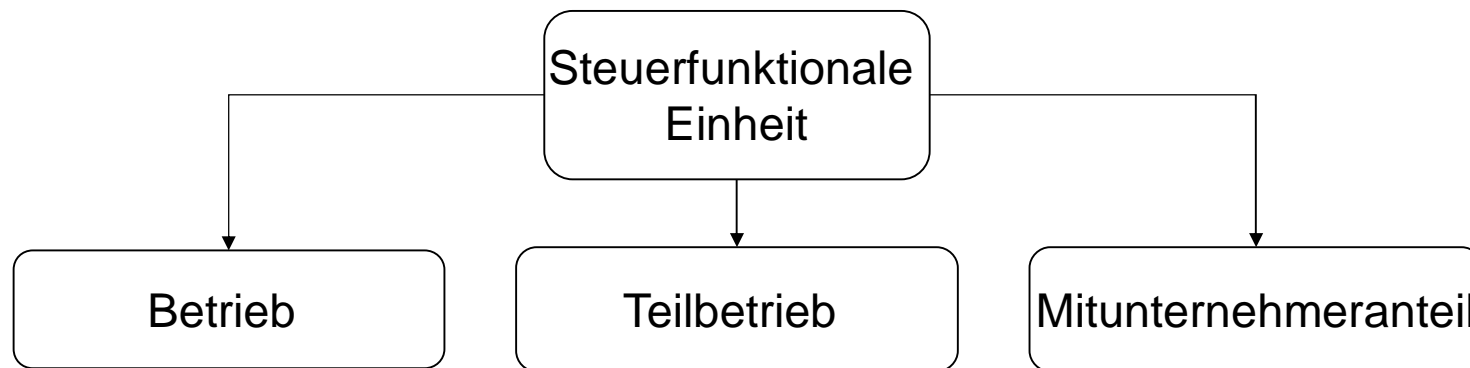 Steuerfunktionale
Einheit
Betrieb
Teilbetrieb
Mitunternehmeranteil